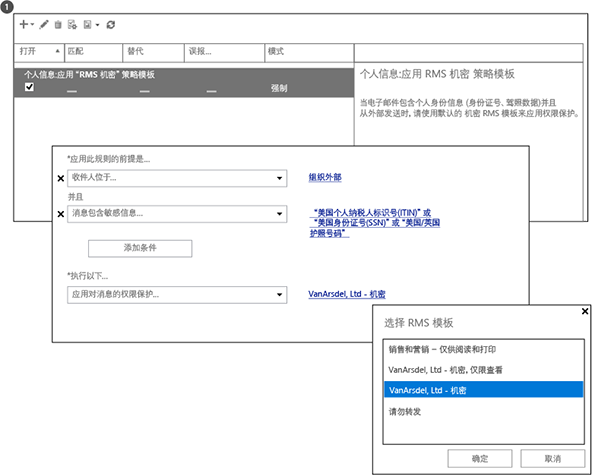 1
打开 匹配 替代 误报... 模式
个人信息:应用 “RMS 机密” 策略模板
强制
个人信息:应用 RMS 机密 策略模板
当电子邮件包含个人身份信息 (身份证号、驾照数据)并且
从外部发送时, 请使用默认的 机密 RMS 模板来应用权限保护。
*应用此规则的前提是...
收件人位于... 组织外部
并且
消息包含敏感信息... “美国个人纳税人标识号(ITIN)” 或
“美国身份证号(SSN)” 或 “美国/英国
护照号码”
添加条件
*执行以下...
应用对消息的权限保护... VanArsdel, Ltd - 机密
选择 RMS 模板
销售和营销 – 仅供阅读和打印
VanArsdel, Ltd - 机密, 仅限查看
VanArsdel, Ltd - 机密
请勿转发
确定 取消